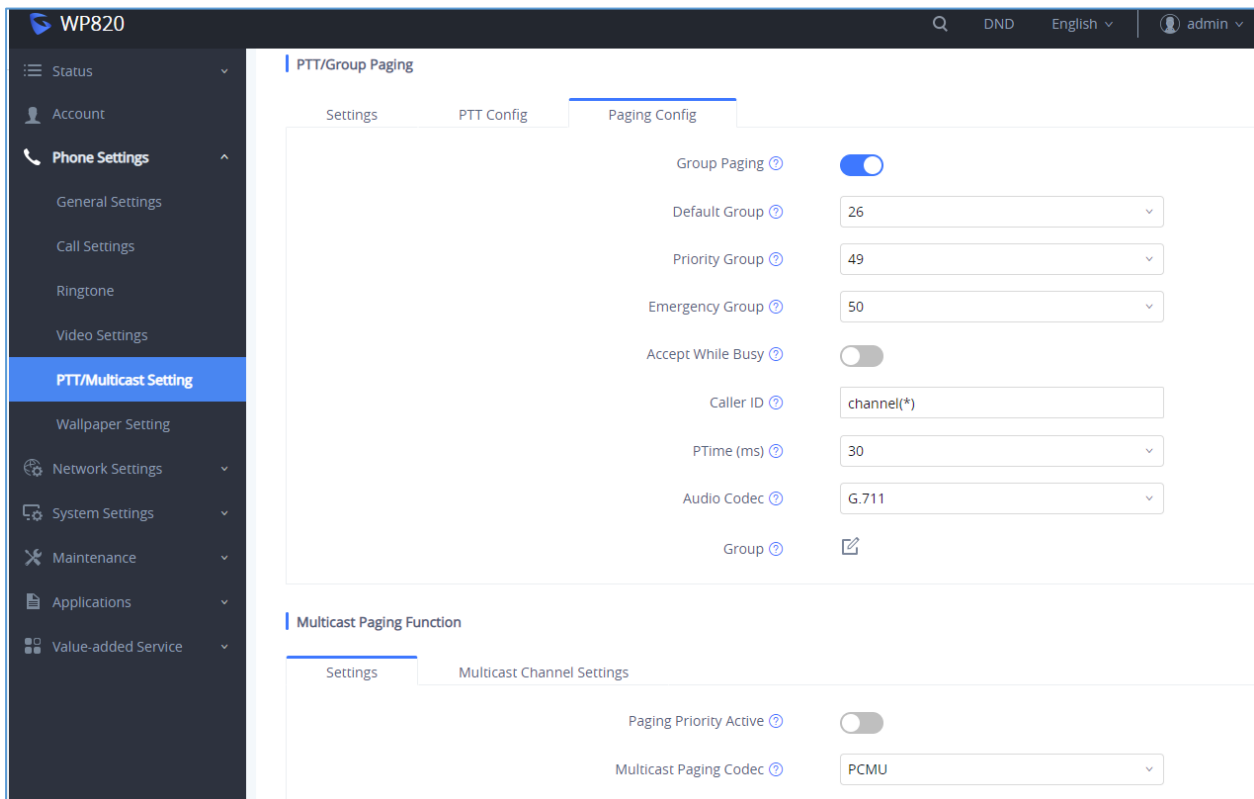 WP820
DND English admin
Status
Account
Phone Settings
General Settings
Call Settings
Ringtone
Video Settings
PTT/Multicast Setting
Wallpaper Setting
Network Settings
System Settings
Maintenance
Applications
Value-added Service
PTT/Group Paging
Settings PTT Config Paging Config
Group Paging ?
Default Group ? 26
Priority Group ? 49
Emergency Group ? 50
Accept While Busy ?
Caller ID ? channel(*)
PTime (ms) ? 30
Audio Codec ? G.711
Group ?
Multicast Paging Function
Settings Multicast Channel Settings
Paging Priority Active ?
Multicast Paging Codec ? PCMU